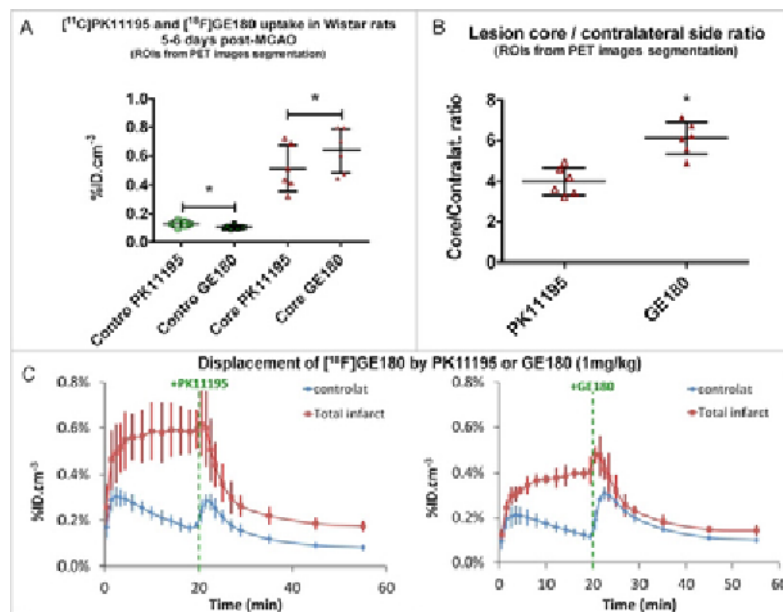 A
[¹¹C]PK11195 and [¹⁸F]GE180 uptake in Wistar rats
5-6 days post-MCAO
(ROIs from PET images segmentation)
%ID.cm⁻³
1.0
0.8
0.6
0.4
0.2
0.0
*
*
Contro PK11195
Contro GE180
Core PK11195
Core GE180
B
Lesion core / contralateral side ratio
(ROIs from PET images segmentation)
Core/Contralat. ratio
8
6
4
2
0
*
PK11195
GE180
C
Displacement of [¹⁸F]GE180 by PK11195 or GE180 (1mg/kg)
+PK11195
controlat
Total infarct
%ID.cm⁻³
0.8%
0.6%
0.4%
0.2%
0.0%
0 20 40 60
Time (min)
+GE180
controlat
Total infarct
%ID.cm⁻³
0.8%
0.6%
0.4%
0.2%
0.0%
0 10 20 30 40 50 60
Time (min)